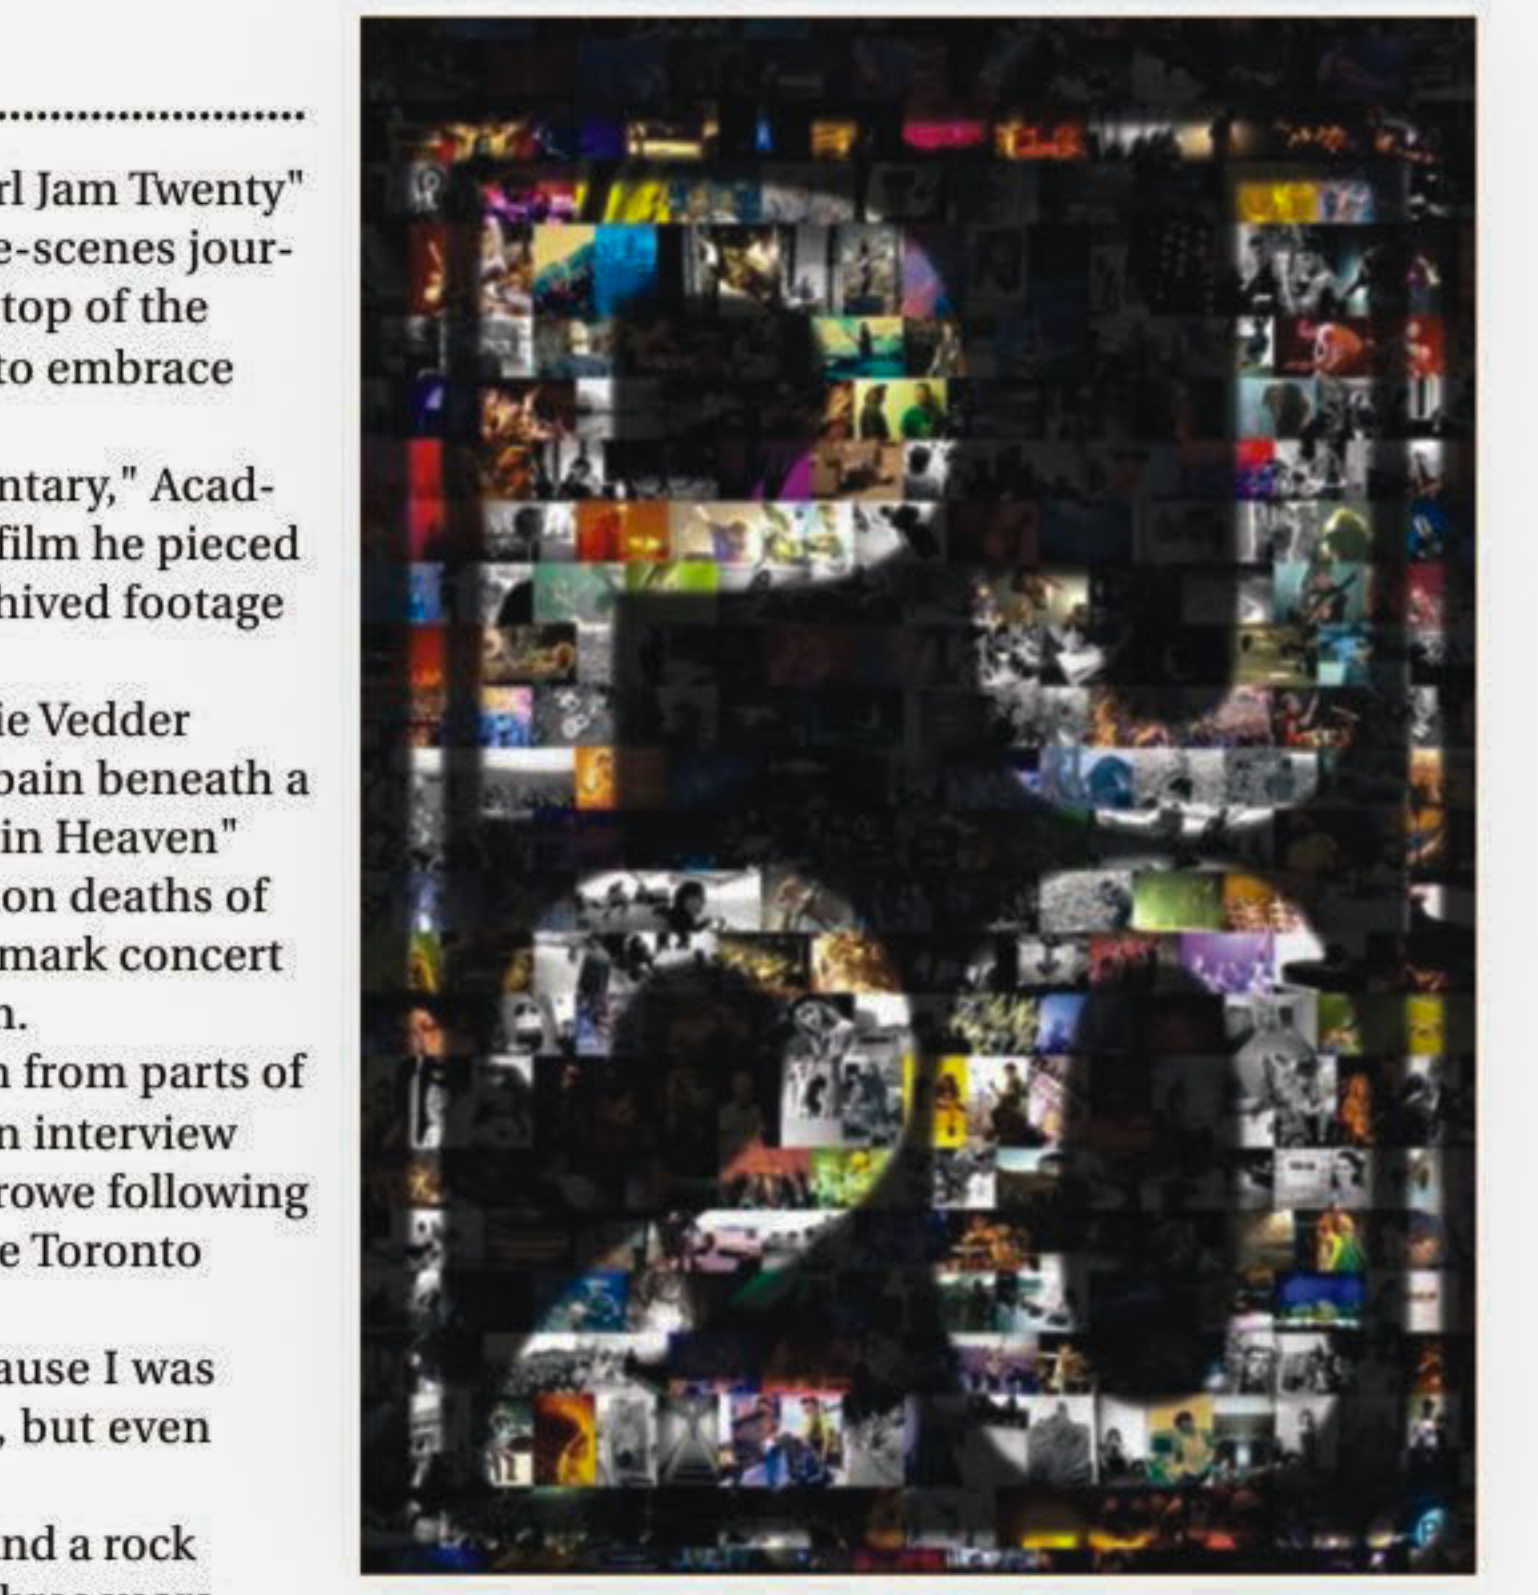 rl Jam Twenty"
e-scenes jour-
top of the
to embrace
ntary," Acad-
film he pieced
hived footage
ie Vedder
pain beneath a
in Heaven"
on deaths of
mark concert
n.
n from parts of
n interview
rowe following
e Toronto
ause I was
, but even
nd a rock
PJ
20